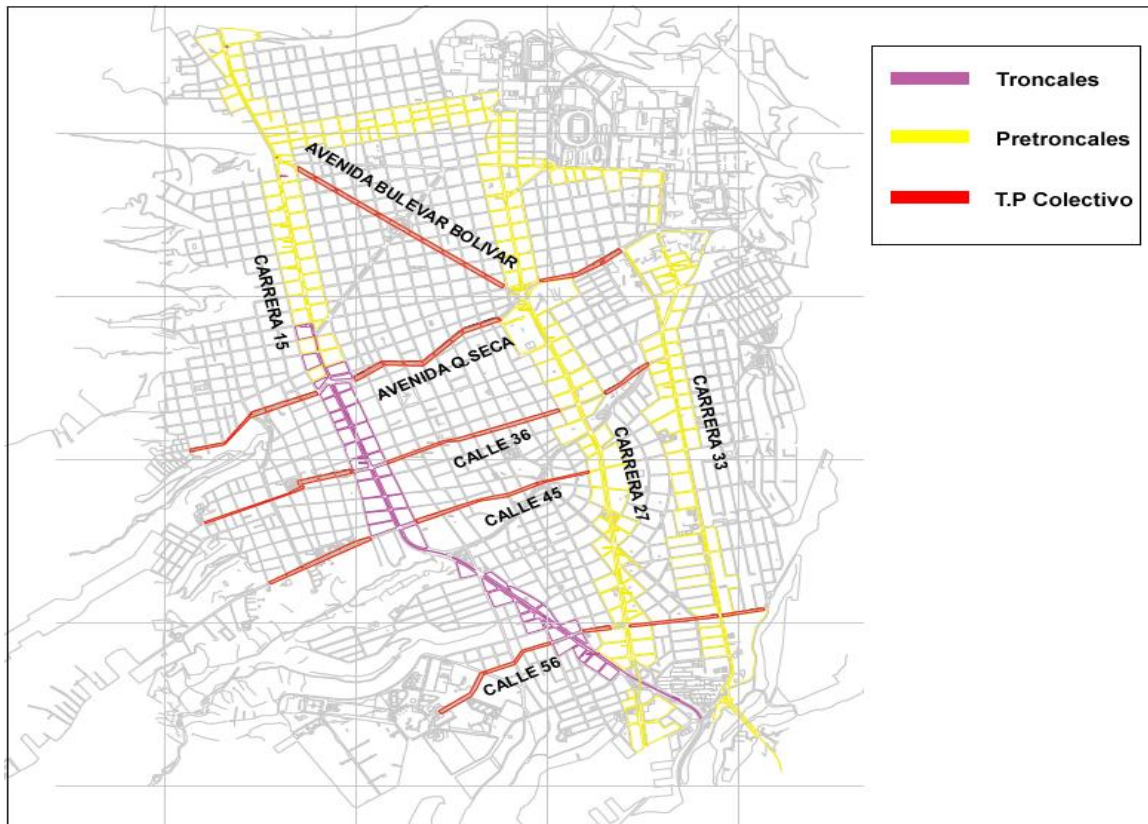 Troncales
Pretroncales
T.P Colectivo
AVENIDA BULEVAR BOLIVAR
CARRERA 15
AVENIDA Q.SECA
CALLE 36
CARRERA 33
CARRERA 27
CALLE 45
CALLE 56